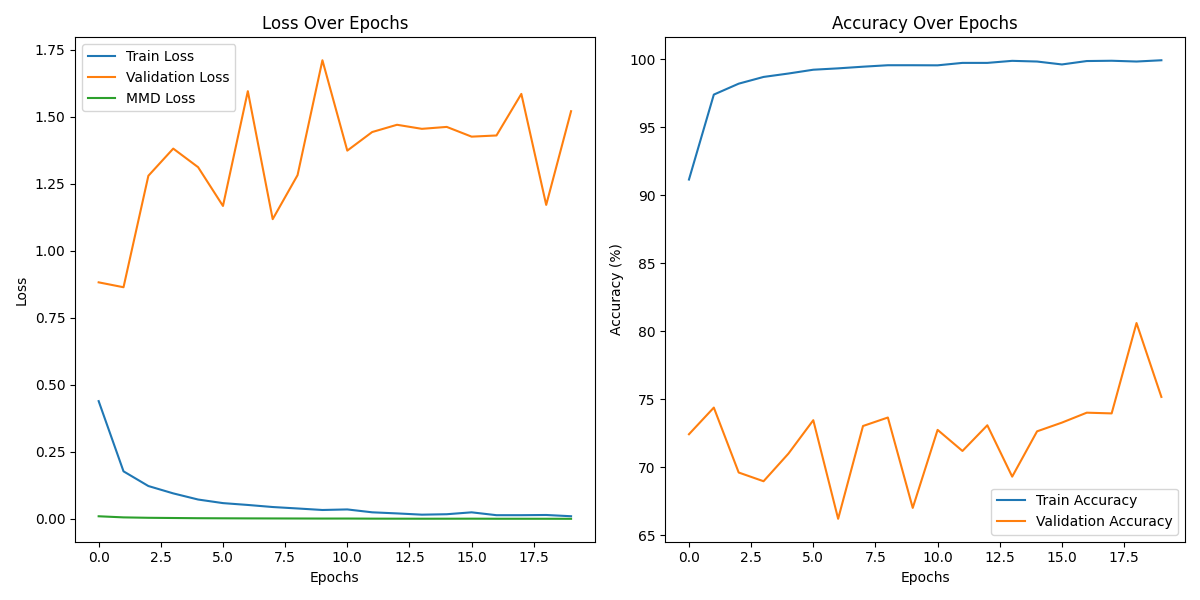 Loss Over Epochs
Train Loss
Validation Loss
MMD Loss
1.75
1.50
1.25
1.00
0.75
0.50
0.25
0.00
Loss
0.0 2.5 5.0 7.5 10.0 12.5 15.0 17.5
Epochs
Accuracy Over Epochs
100
95
90
85
80
75
70
65
Accuracy (%)
Train Accuracy
Validation Accuracy
0.0 2.5 5.0 7.5 10.0 12.5 15.0 17.5
Epochs